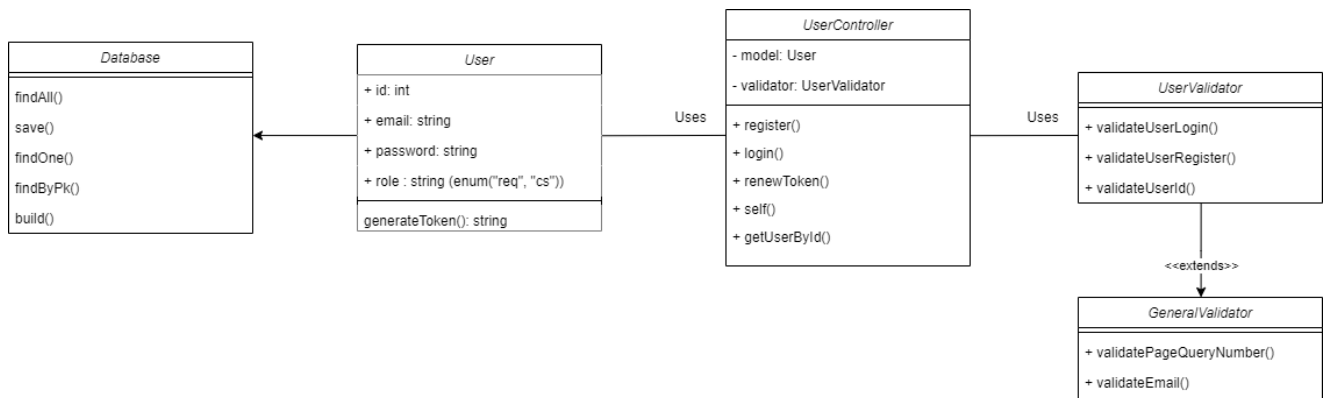 Database
findAll()
save()
findOne()
findByPk()
build()
User
+ id: int
+ email: string
+ password: string
+ role : string (enum("req", "cs"))
generateToken(): string
Uses
UserController
- model: User
- validator: UserValidator
+ register()
+ login()
+ renewToken()
+ self()
+ getUserById()
Uses
UserValidator
+ validateUserLogin()
+ validateUserRegister()
+ validateUserId()
<<extends>>
GeneralValidator
+ validatePageQueryNumber()
+ validateEmail()